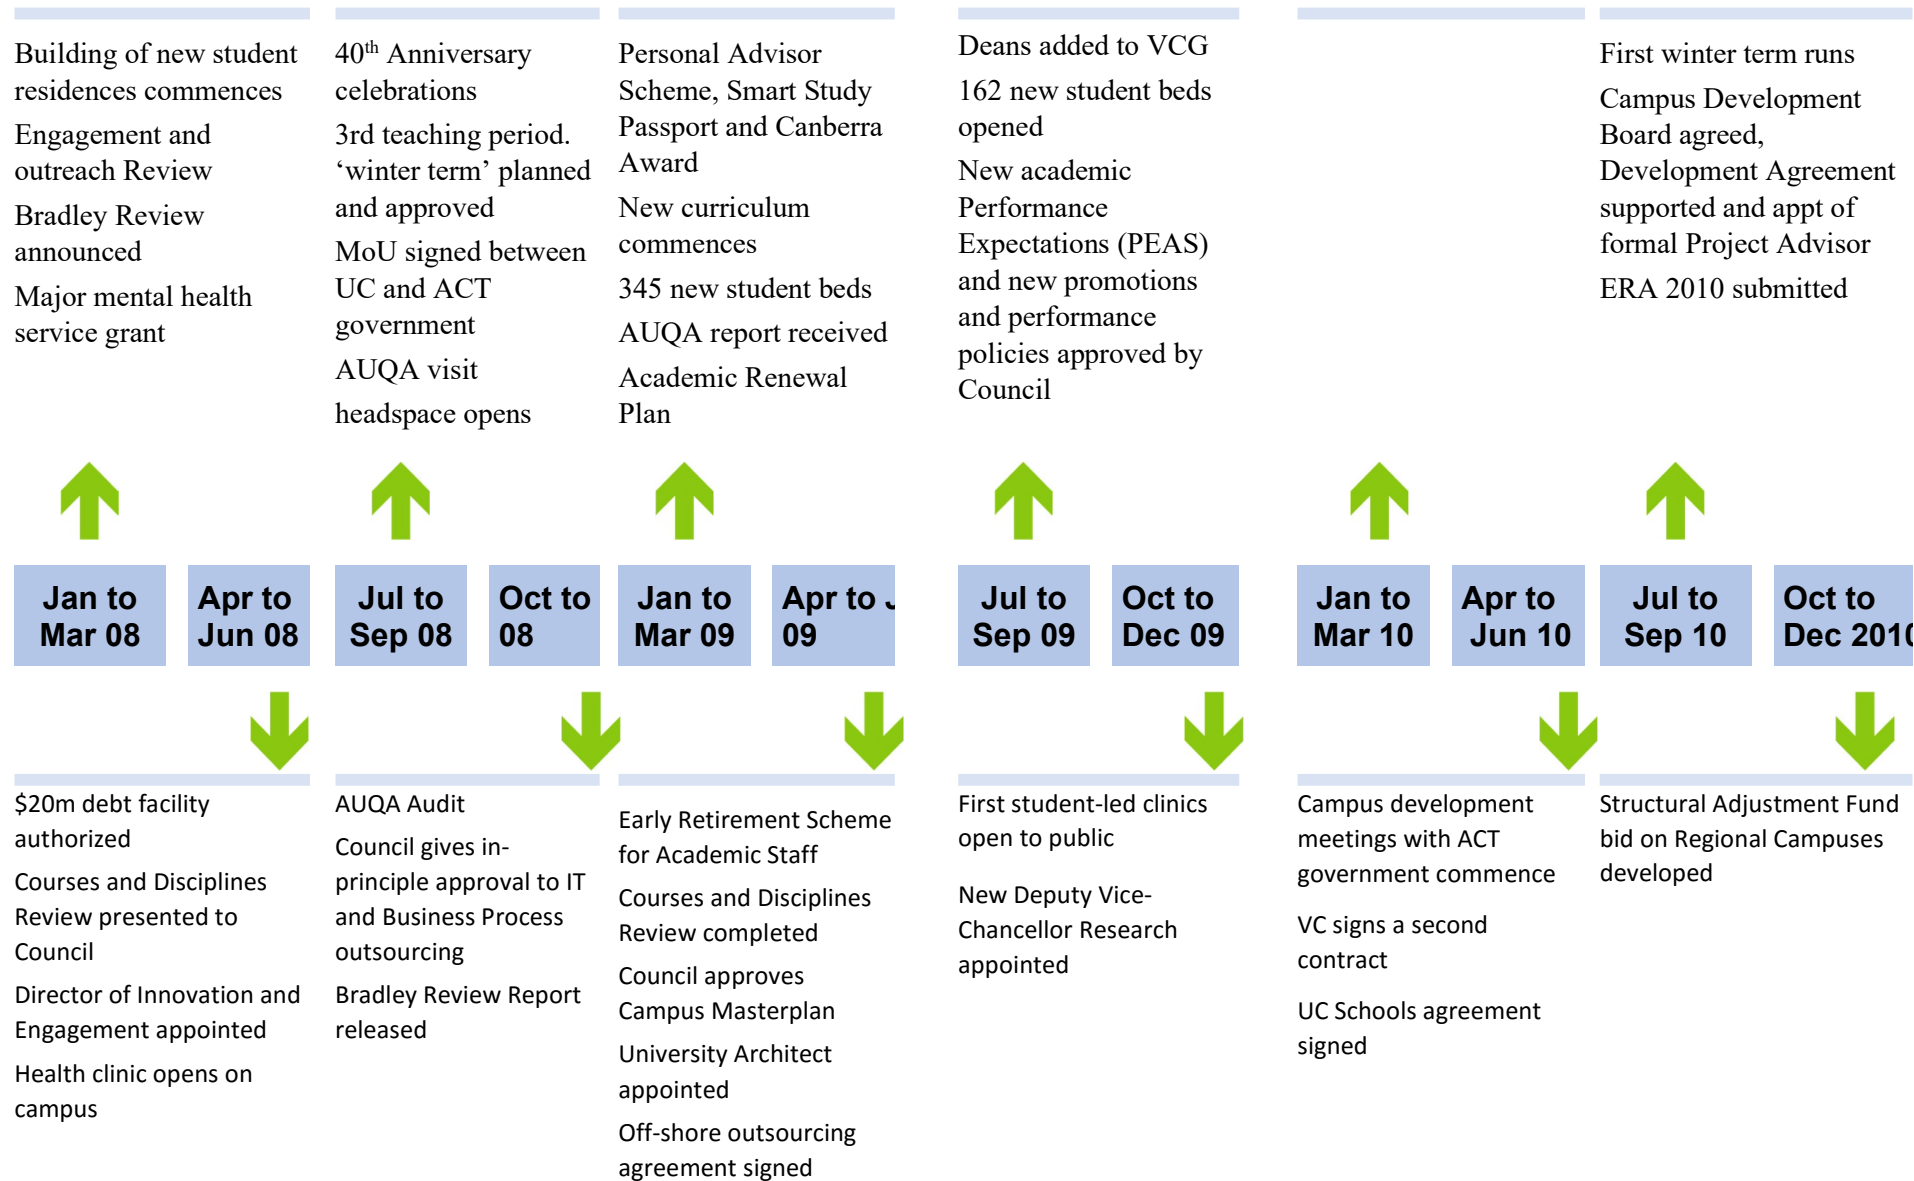 Building of new student
residences commences
Engagement and
outreach Review
Bradley Review
announced
Major mental health
service grant
40th Anniversary
celebrations
3rd teaching period.
‘winter term’ planned
and approved
MoU signed between
UC and ACT
government
AUQA visit
headspace opens
Personal Advisor
Scheme, Smart Study
Passport and Canberra
Award
New curriculum
commences
345 new student beds
AUQA report received
Academic Renewal
Plan
Deans added to VCG
162 new student beds
opened
New academic
Performance
Expectations (PEAS)
and new promotions
and performance
policies approved by
Council
First winter term runs
Campus Development
Board agreed,
Development Agreement
supported and appt of
formal Project Advisor
ERA 2010 submitted
Jan to
Mar 08
Apr to
Jun 08
Jul to
Sep 08
Oct to
08
Jan to
Mar 09
Apr to
09
Jul to
Sep 09
Oct to
Dec 09
Jan to
Mar 10
Apr to
Jun 10
Jul to
Sep 10
Oct to
Dec 2010
$20m debt facility
authorized
Courses and Disciplines
Review presented to
Council
Director of Innovation and
Engagement appointed
Health clinic opens on
campus
AUQA Audit
Council gives in-
principle approval to IT
and Business Process
outsourcing
Bradley Review Report
released
Early Retirement Scheme
for Academic Staff
Courses and Disciplines
Review completed
Council approves
Campus Masterplan
University Architect
appointed
Off-shore outsourcing
agreement signed
First student-led clinics
open to public
New Deputy Vice-
Chancellor Research
appointed
Campus development
meetings with ACT
government commence
VC signs a second
contract
UC Schools agreement
signed
Structural Adjustment Fund
bid on Regional Campuses
developed